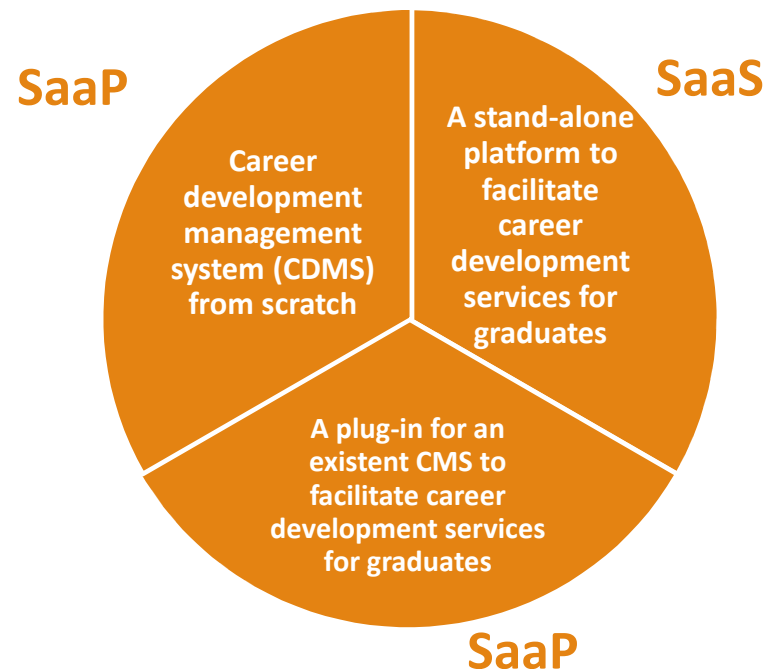 SaaP
Career
development
management
system (CDMS)
from scratch
SaaS
A stand-alone
platform to
facilitate
career
development
services for
graduates
A plug-in for an
existent CMS to
facilitate career
development services
for graduates
SaaP